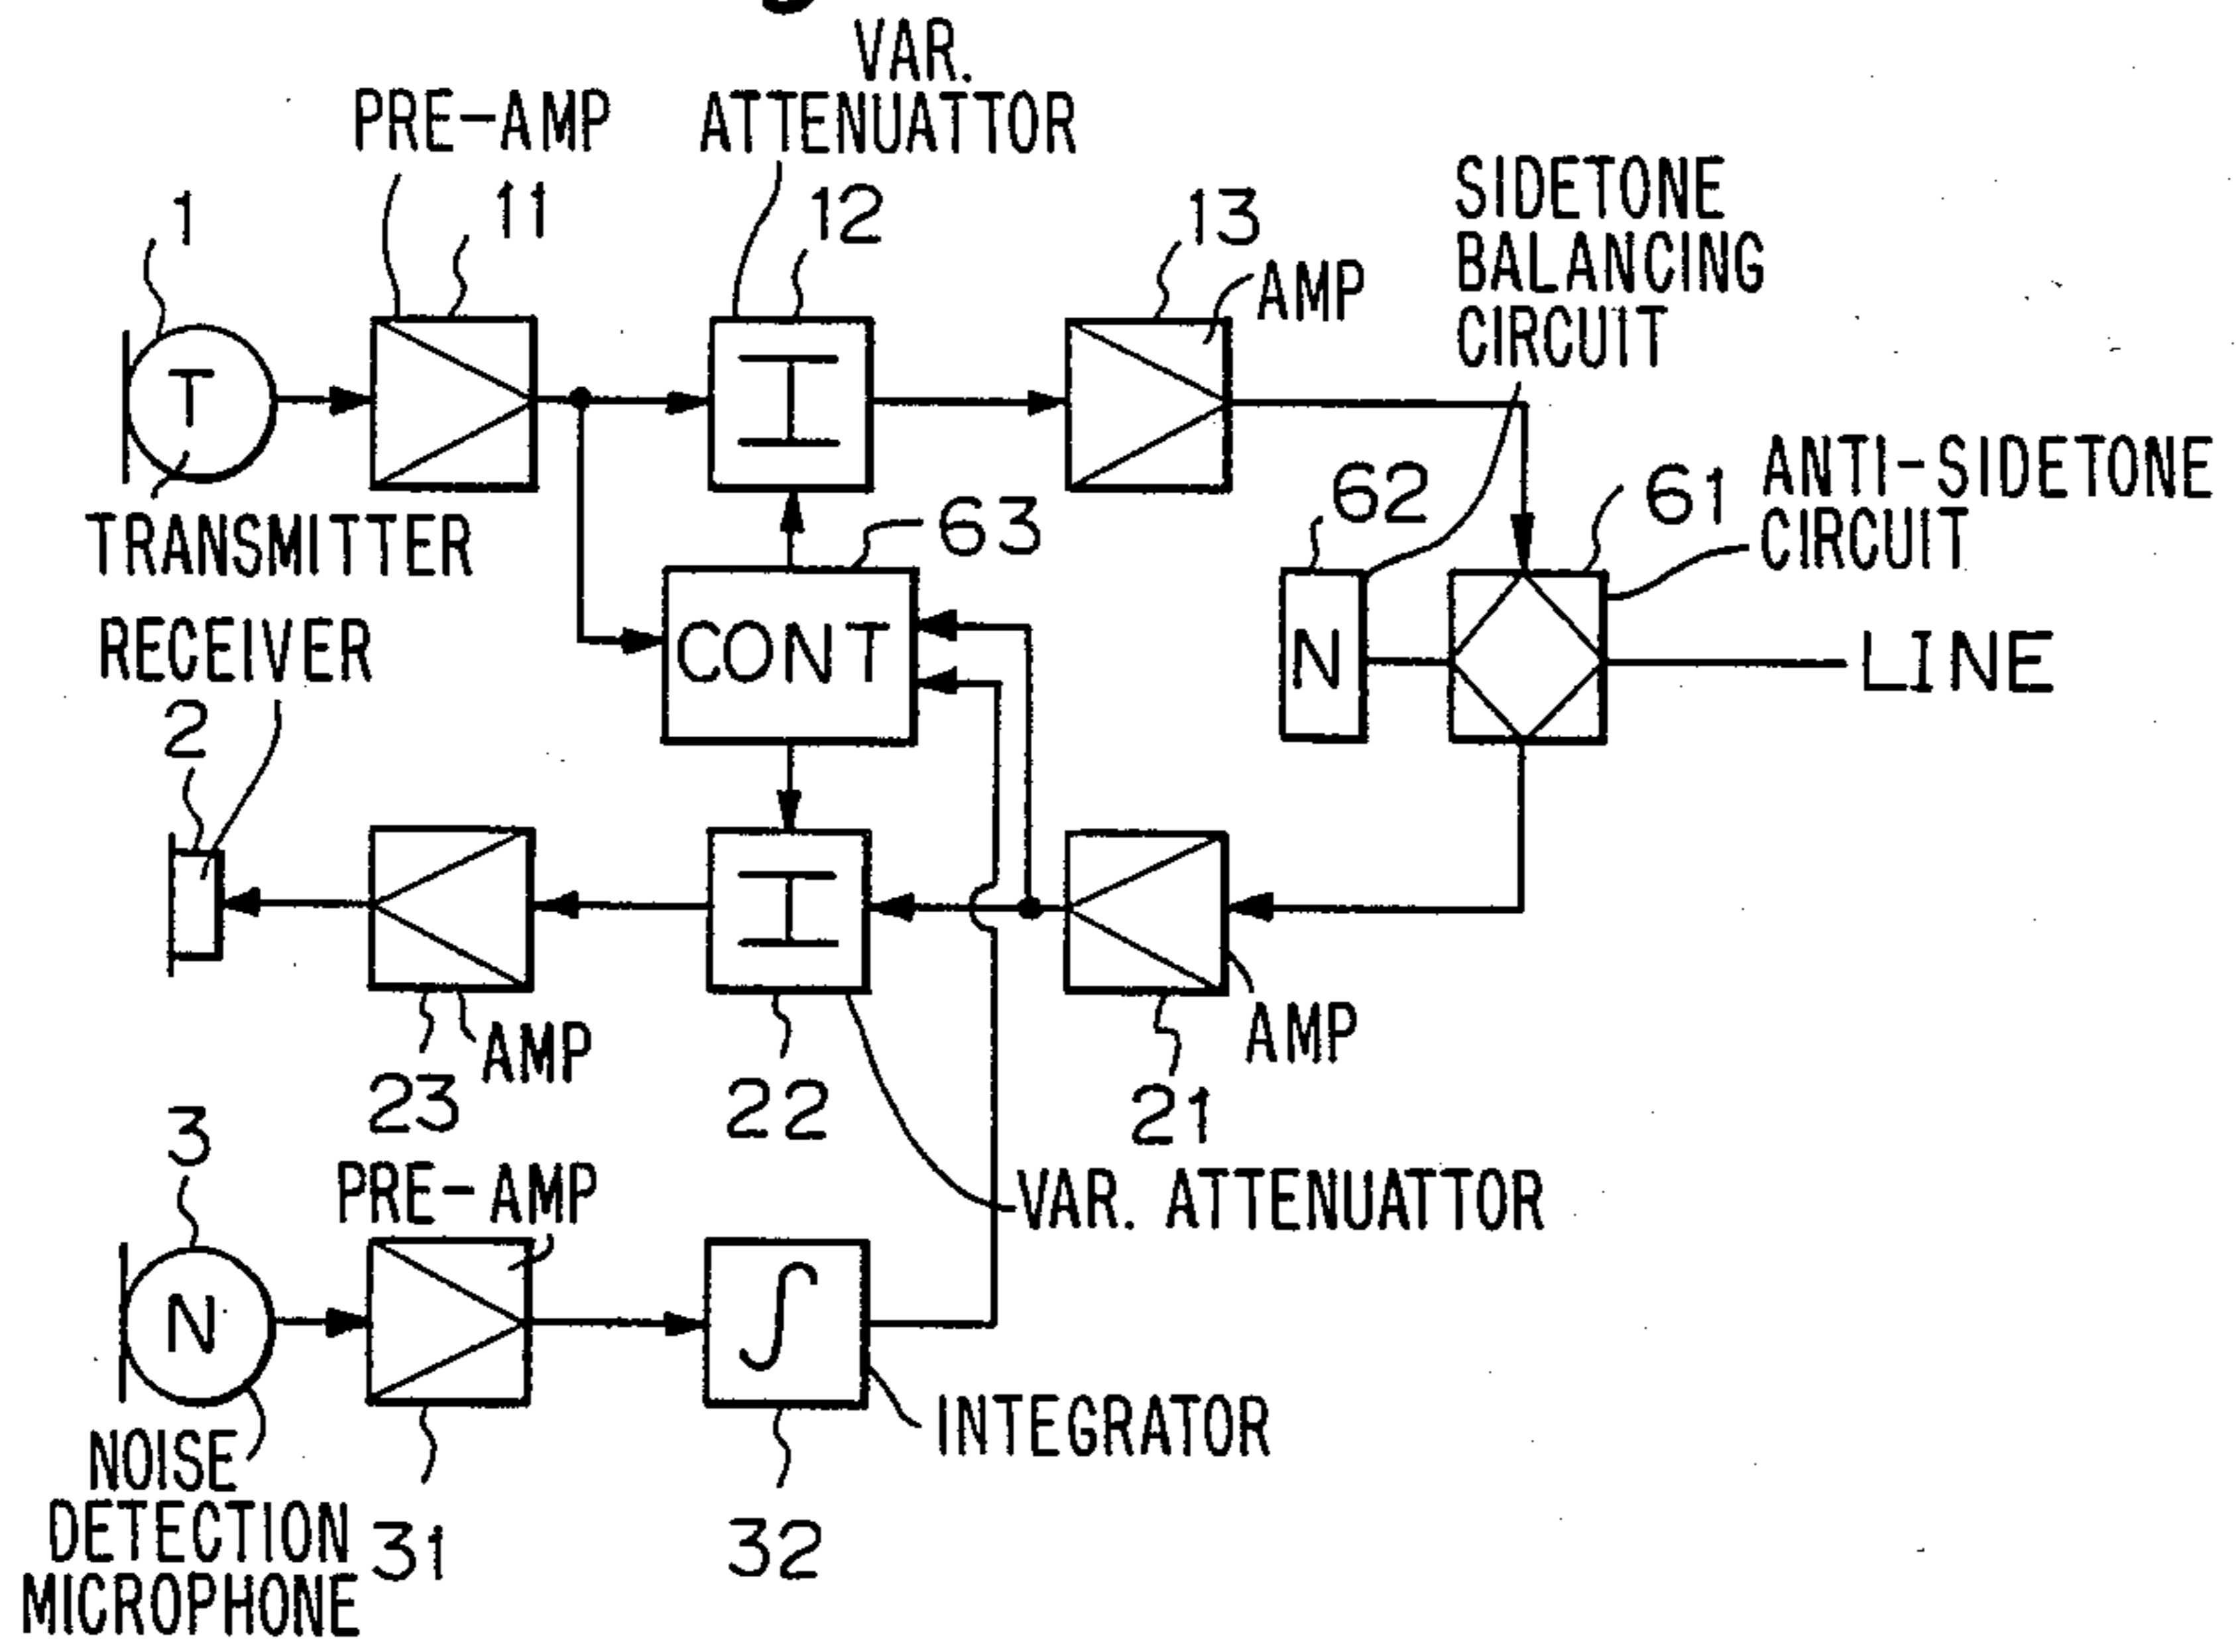 VAR.
PRE-AMP
ATTENUATTOR
SIDETONE
BALANCING
CIRCUIT
1
11
12
13
AMP
T
TRANSMITTER
63
62
61
ANTI-SIDETONE
CIRCUIT
RECEIVER
CONT
N
LINE
2
AMP
23
22
AMP
21
3
PRE-AMP
VAR. ATTENUATTOR
N
∫
INTEGRATOR
NOISE
DETECTION
MICROPHONE
31
32